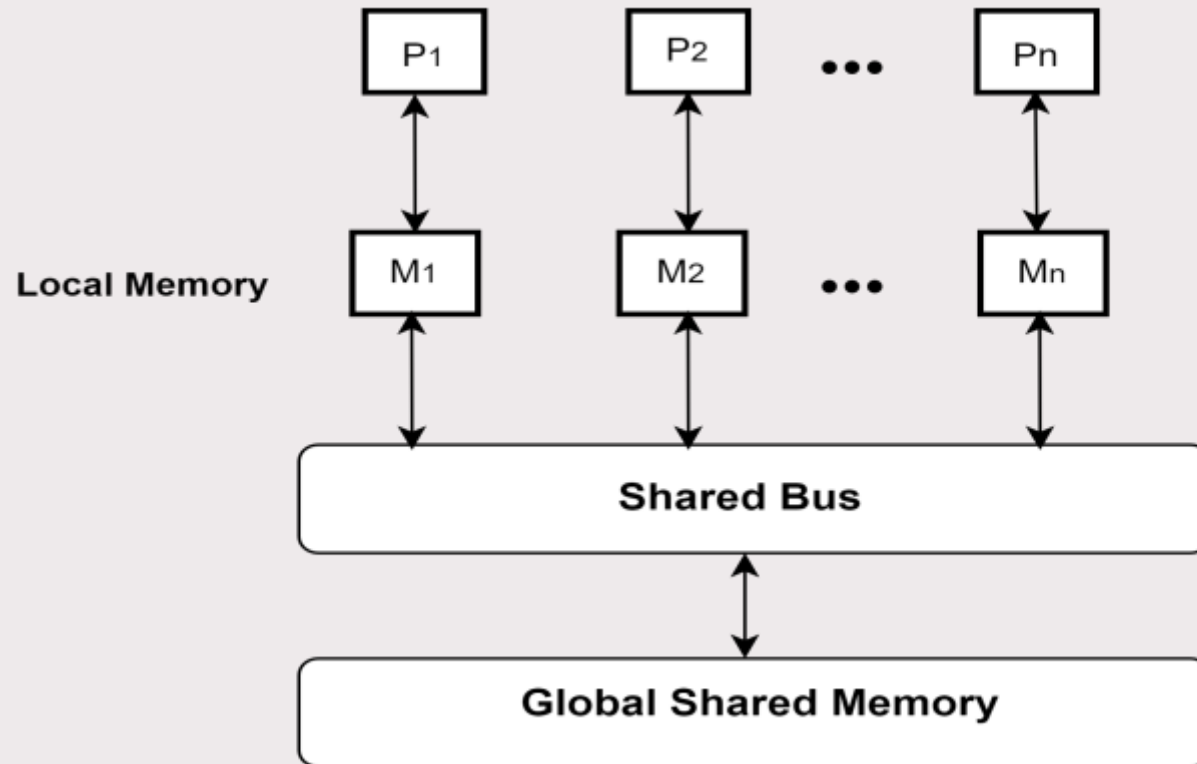 P1 P2 ••• Pn
Local Memory M1 M2 ••• Mn
Shared Bus
Global Shared Memory